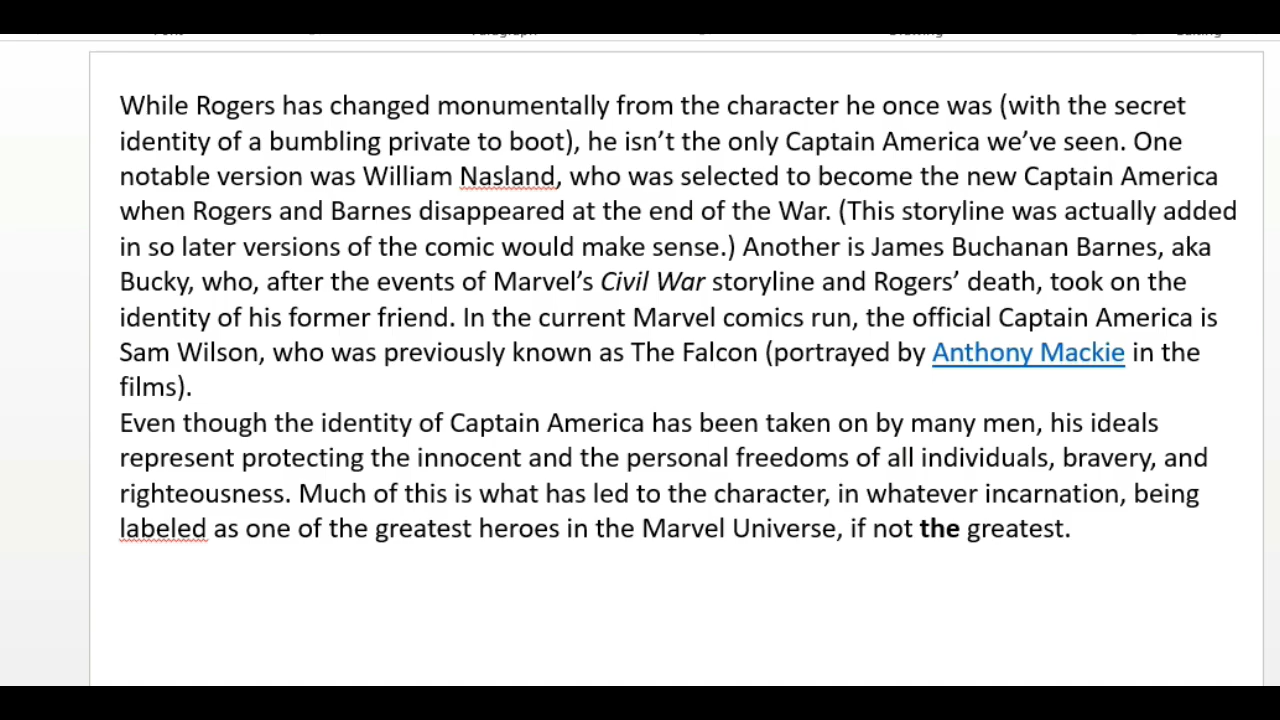 While Rogers has changed monumentally from the character he once was (with the secret
identity of a bumbling private to boot), he isn’t the only Captain America we’ve seen. One
notable version was William Nasland, who was selected to become the new Captain America
when Rogers and Barnes disappeared at the end of the War. (This storyline was actually added
in so later versions of the comic would make sense.) Another is James Buchanan Barnes, aka
Bucky, who, after the events of Marvel’s Civil War storyline and Rogers’ death, took on the
identity of his former friend. In the current Marvel comics run, the official Captain America is
Sam Wilson, who was previously known as The Falcon (portrayed by Anthony Mackie in the
films).
Even though the identity of Captain America has been taken on by many men, his ideals
represent protecting the innocent and the personal freedoms of all individuals, bravery, and
righteousness. Much of this is what has led to the character, in whatever incarnation, being
labeled as one of the greatest heroes in the Marvel Universe, if not the greatest.